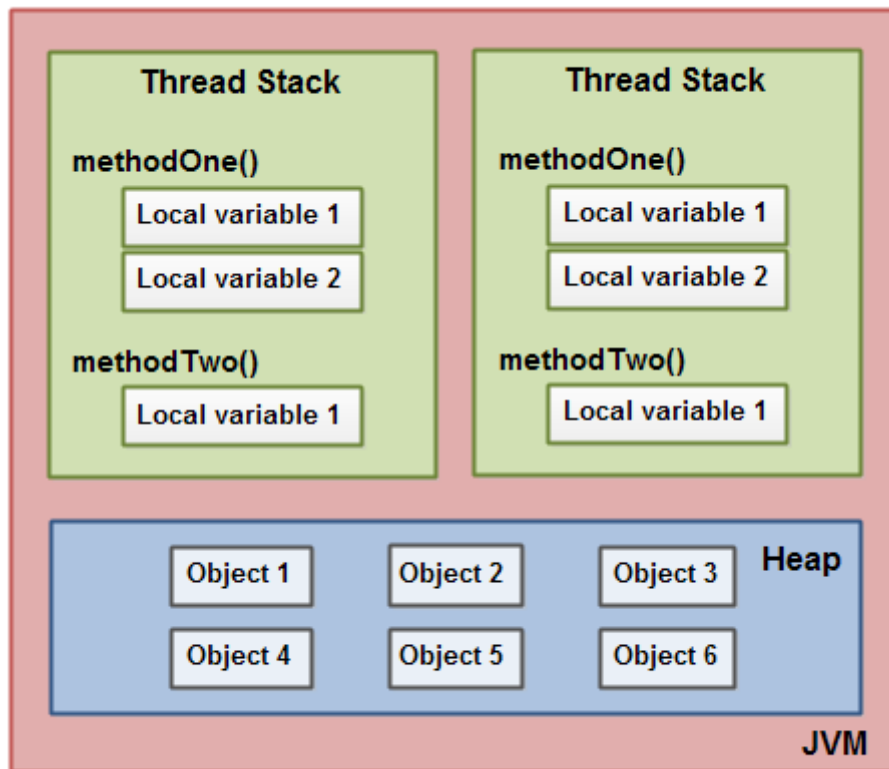 Thread Stack
methodOne()
Local variable 1
Local variable 2
methodTwo()
Local variable 1
Thread Stack
methodOne()
Local variable 1
Local variable 2
methodTwo()
Local variable 1
Heap
Object 1
Object 2
Object 3
Object 4
Object 5
Object 6
JVM